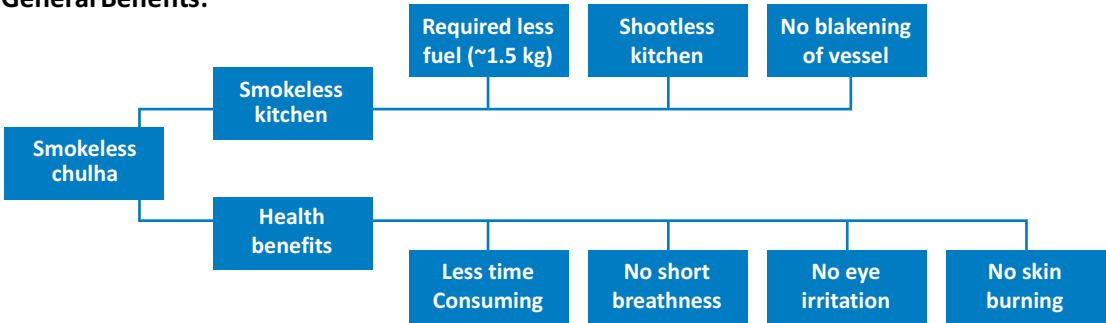 General Benefits:
Required less
fuel (~1.5 kg)
Shootless
kitchen
No blakening
of vessel
Smokeless
kitchen
Smokeless
chulha
Health
benefits
Less time
Consuming
No short
breathness
No eye
irritation
No skin
burning